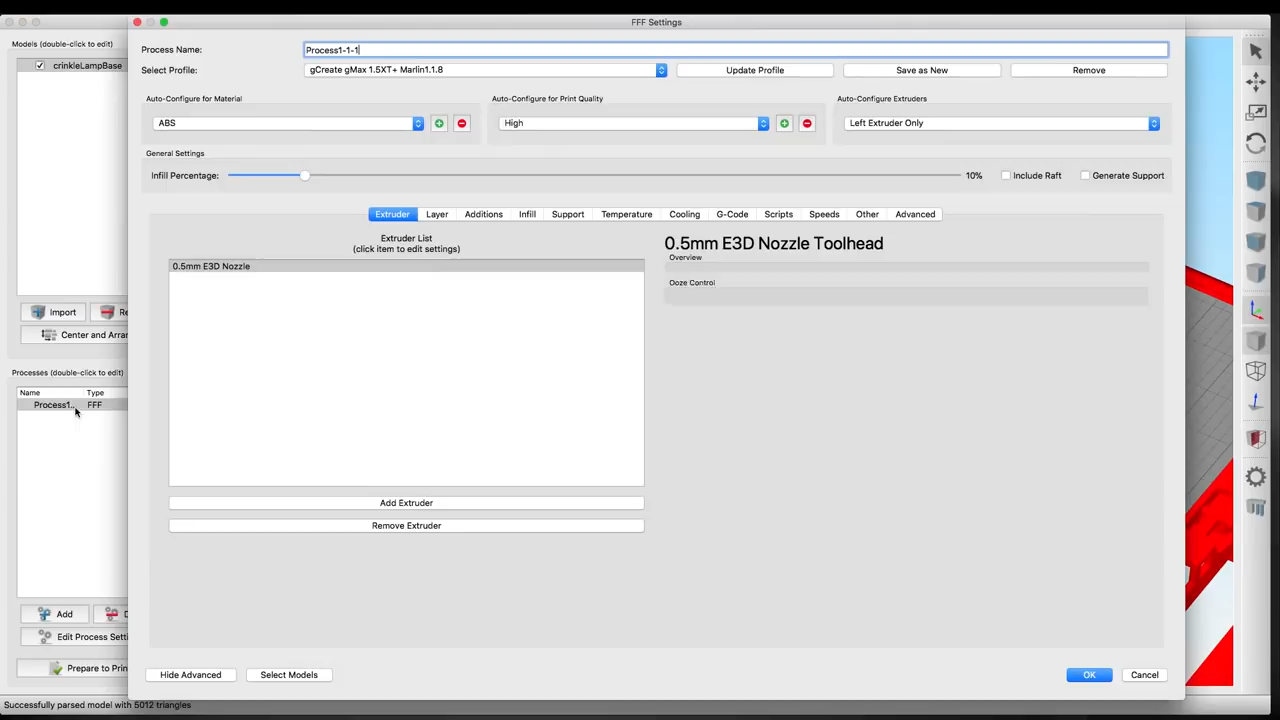 FFF Settings
Models (double-click to edit)
crinkleLampBase
Import
Center and Arran
Processes (double-click to edit)
Name Type
Process1.. FFF
Add
Edit Process Setti
Prepare to Prin
Successfully parsed model with 5012 triangles
Process Name: Process1-1-1
Select Profile: gCreate gMax 1.5XT+ Marlin1.1.8 Update Profile Save as New Remove
Auto-Configure for Material Auto-Configure for Print Quality Auto-Configure Extruders
ABS High Left Extruder Only
General Settings
Infill Percentage: 10% Include Raft Generate Support
Extruder Layer Additions Infill Support Temperature Cooling G-Code Scripts Speeds Other Advanced
Extruder List
(click item to edit settings)
0.5mm E3D Nozzle
Add Extruder
Remove Extruder
0.5mm E3D Nozzle Toolhead
Overview
Ooze Control
Hide Advanced Select Models OK Cancel